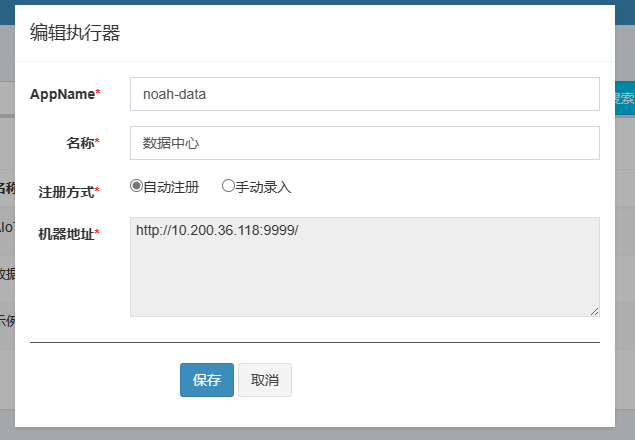 编辑执行器
搜索
AppName*
noah-data
名称*
数据中心
注册方式*
自动注册
手动录入
机器地址*
http://10.200.36.118:9999/
保存
取消